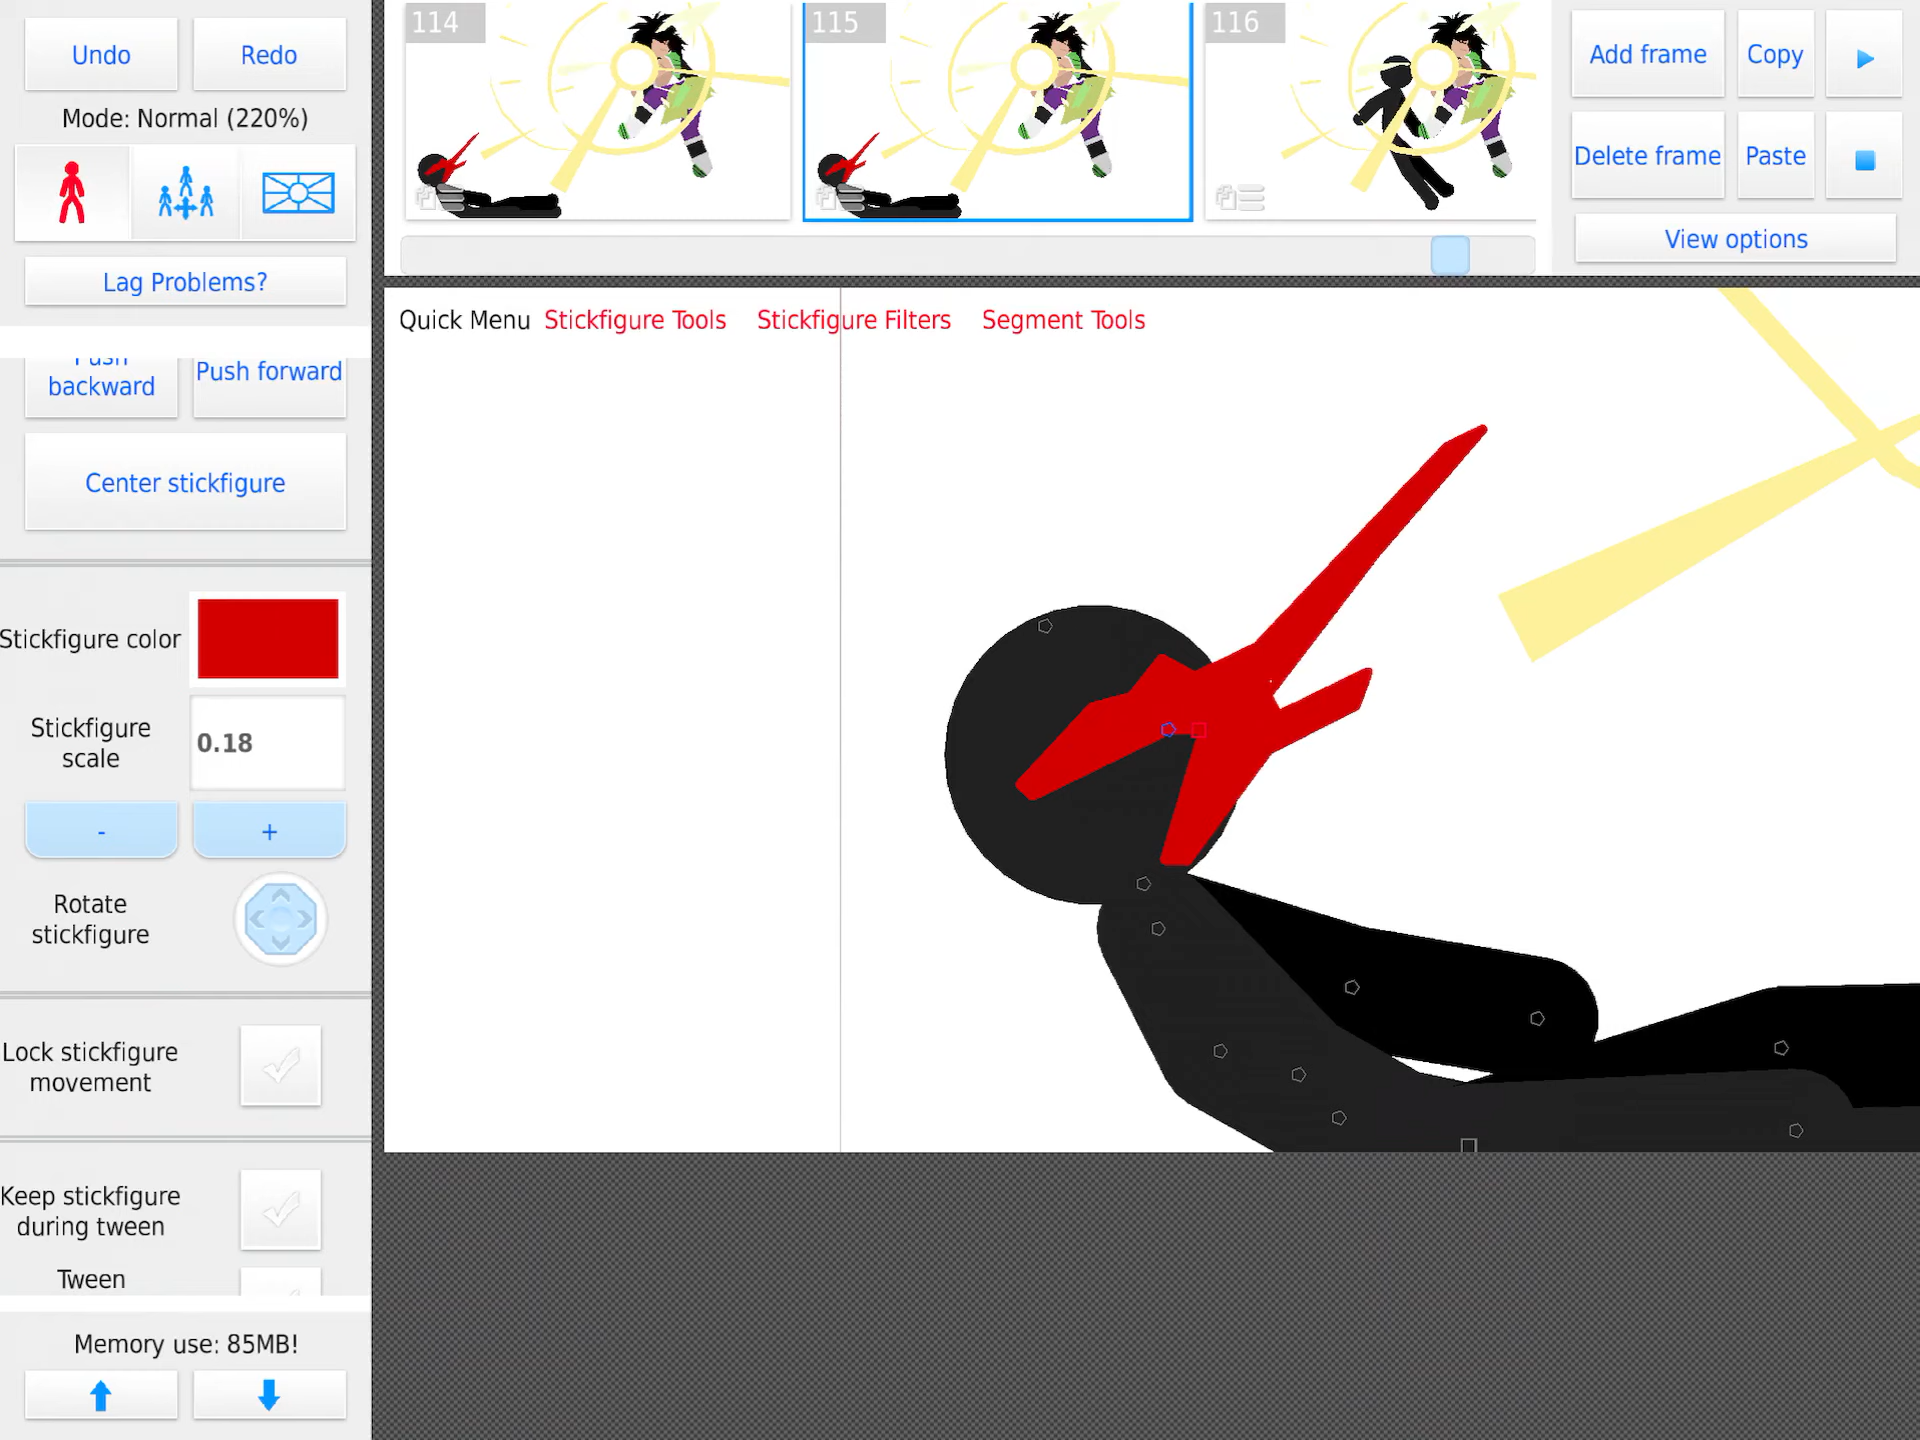 Undo
Redo
Mode: Normal (220%)
Lag Problems?
Push backward
Push forward
Center stickfigure
Stickfigure color
Stickfigure scale
0.18
-
+
Rotate stickfigure
Lock stickfigure movement
Keep stickfigure during tween
Tween
Memory use: 85MB!
114
115
116
Add frame
Copy
Delete frame
Paste
View options
Quick Menu
Stickfigure Tools
Stickfigure Filters
Segment Tools